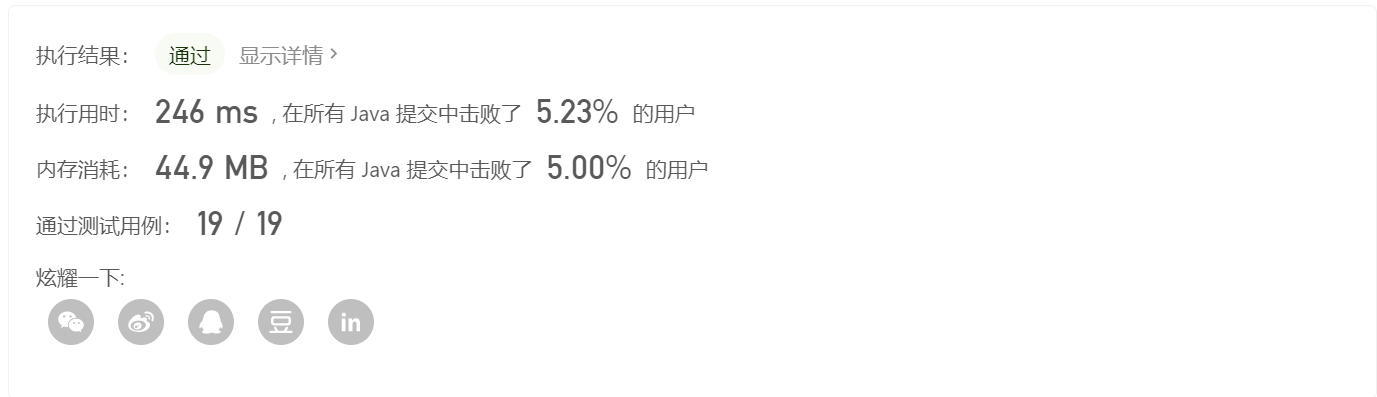 执行结果： 通过 显示详情 >
执行用时： 246 ms , 在所有 Java 提交中击败了 5.23% 的用户
内存消耗： 44.9 MB , 在所有 Java 提交中击败了 5.00% 的用户
通过测试用例： 19 / 19
炫耀一下:
豆 in